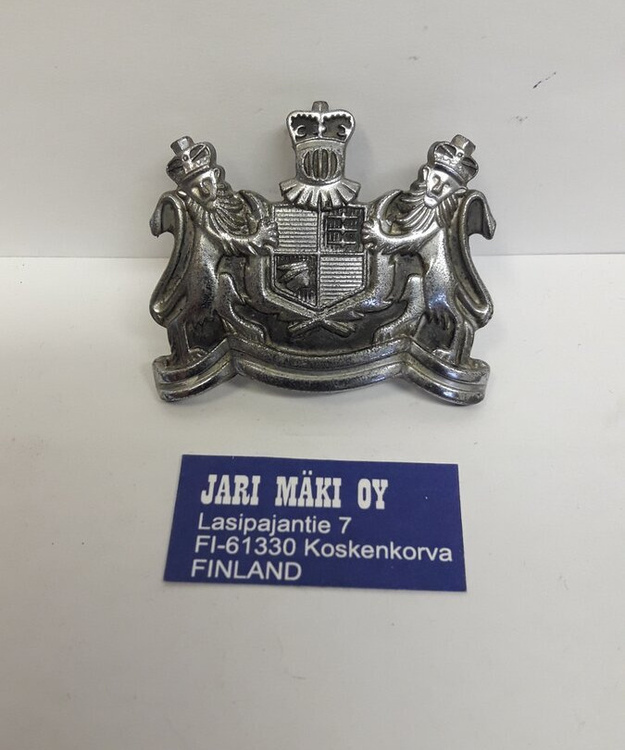 JARI MÄKI OY
Lasipajantie 7
FI-61330 Koskenkorva
FINLAND